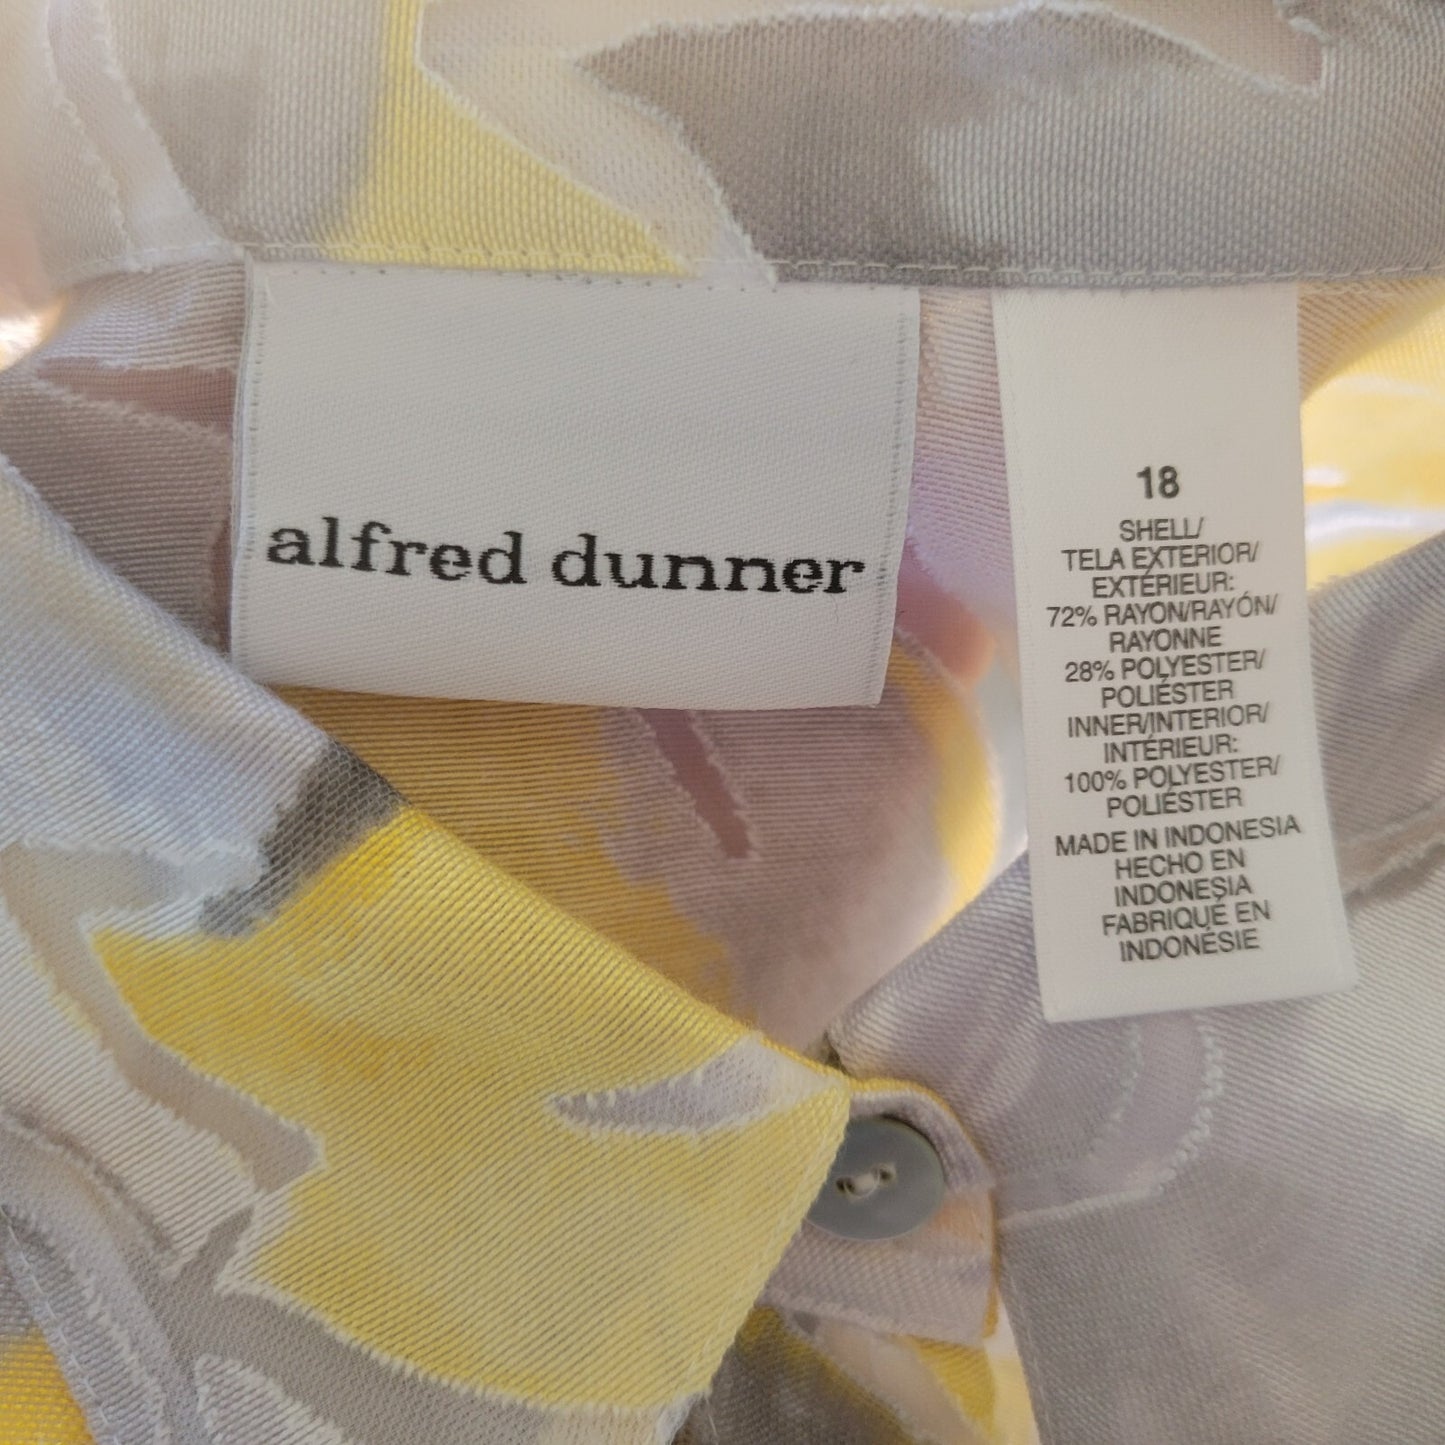 alfred dunner
18
SHELL/
TELA EXTERIOR/
EXTÉRIEUR:
72% RAYON/RAYÓN/
RAYONNE
28% POLYESTER/
POLIÉSTER
INNER/INTERIOR/
INTÉRIEUR:
100% POLYESTER/
POLIÉSTER
MADE IN INDONESIA
HECHO EN
INDONESIA
FABRIQUÉ EN
INDONÉSIE